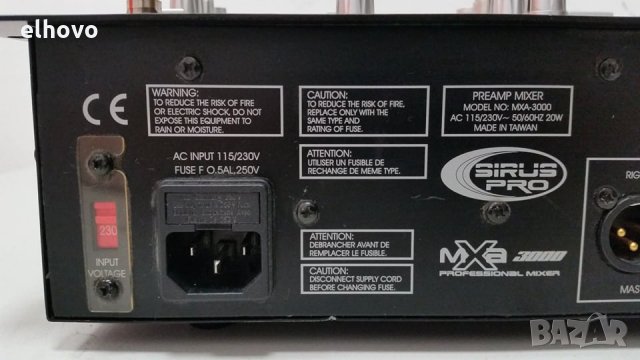 elhovo
WARNING:
TO REDUCE THE RISK OF FIRE
OR ELECTRIC SHOCK, DO NOT
EXPOSE THIS EQUIPMENT TO
RAIN OR MOISTURE.
CAUTION:
TO REDUCE THE RISK OF FIRE,
REPLACE ONLY WITH THE
SAME TYPE AND
RATING OF FUSE.
PREAMP MIXER
MODEL NO: MXA-3000
AC 115/230V~ 50/60HZ 20W
MADE IN TAIWAN
CE
AC INPUT 115/230V
FUSE F O.5AL,250V
ATTENTION:
UTILISER UN FUSIBLE DE
RECHANGE DE MEME TYPE.
SIRUS
PRO
RIG
230
INPUT
VOLTAGE
ATTENTION:
DEBRANCHER AVANT DE
REMPLACER LE FUSIBLE.
CAUTION:
DISCONNECT SUPPLY CORD
BEFORE CHANGING FUSE.
mXa 3000
PROFESSIONAL MIXER
MAS
BAZAR